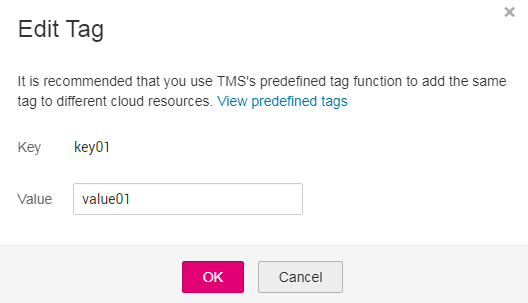 Edit Tag
It is recommended that you use TMS's predefined tag function to add the same
tag to different cloud resources. View predefined tags
Key key01
Value value01
OK Cancel